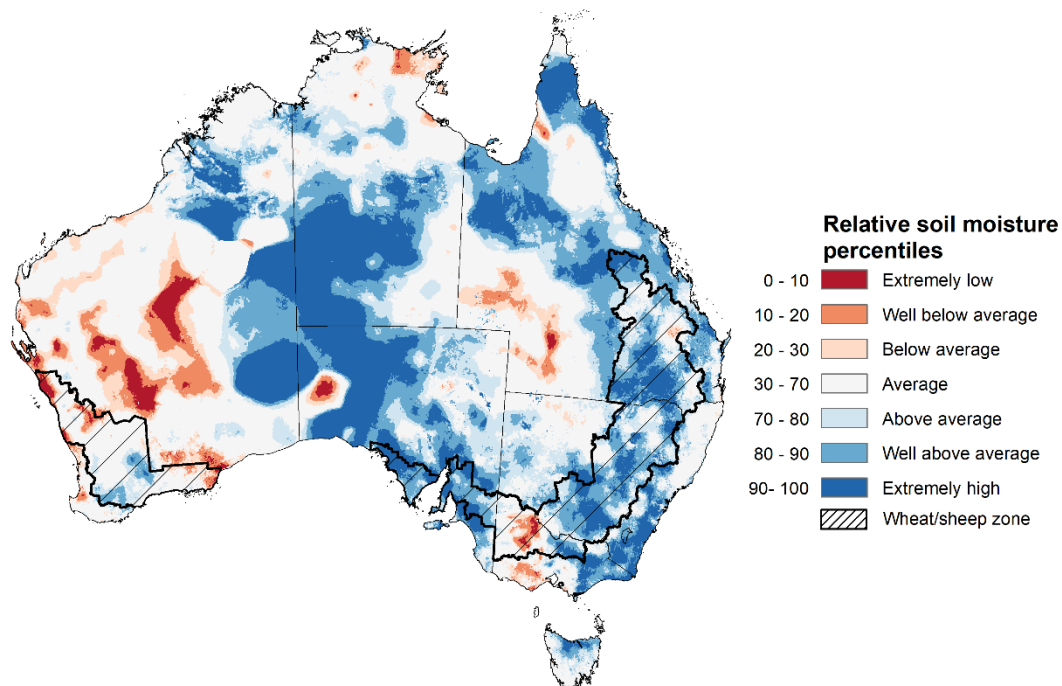 Relative soil moisture
percentiles
0 - 10 Extremely low
10 - 20 Well below average
20 - 30 Below average
30 - 70 Average
70 - 80 Above average
80 - 90 Well above average
90- 100 Extremely high
Wheat/sheep zone